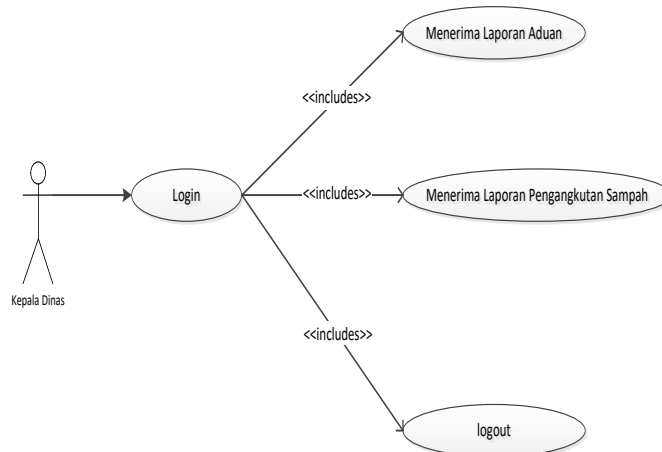 Menerima Laporan Aduan
<<includes>>
Login
<<includes>>
Menerima Laporan Pengangkutan Sampah
Kepala Dinas
<<includes>>
logout